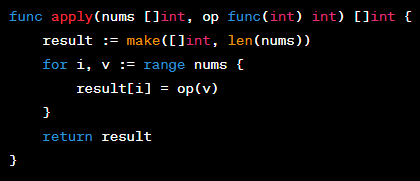 func apply(nums []int, op func(int) int) []int {
    result := make([]int, len(nums))
    for i, v := range nums {
        result[i] = op(v)
    }
    return result
}